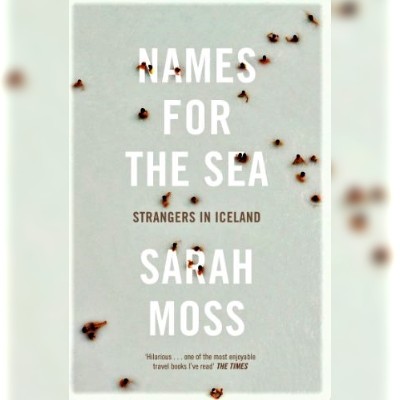 NAMES
FOR
THE SEA
STRANGERS IN ICELAND
SARAH
MOSS
'Hilarious . . . one of the most enjoyable
travel books I've read' THE TIMES